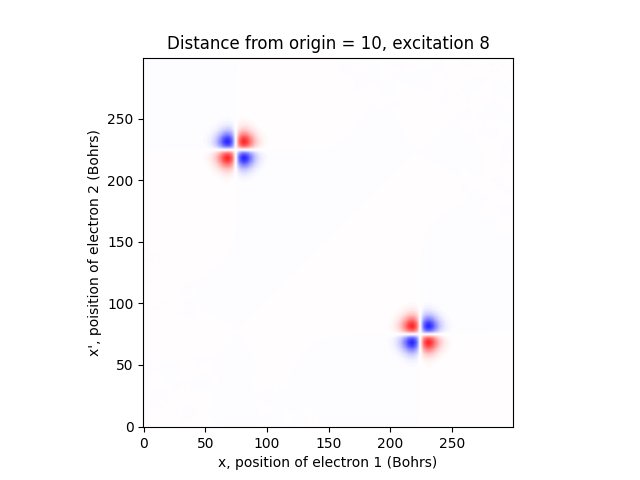 Distance from origin = 10, excitation 8
x', poisition of electron 2 (Bohrs)
250
200
150
100
50
0
0 50 100 150 200 250
x, position of electron 1 (Bohrs)